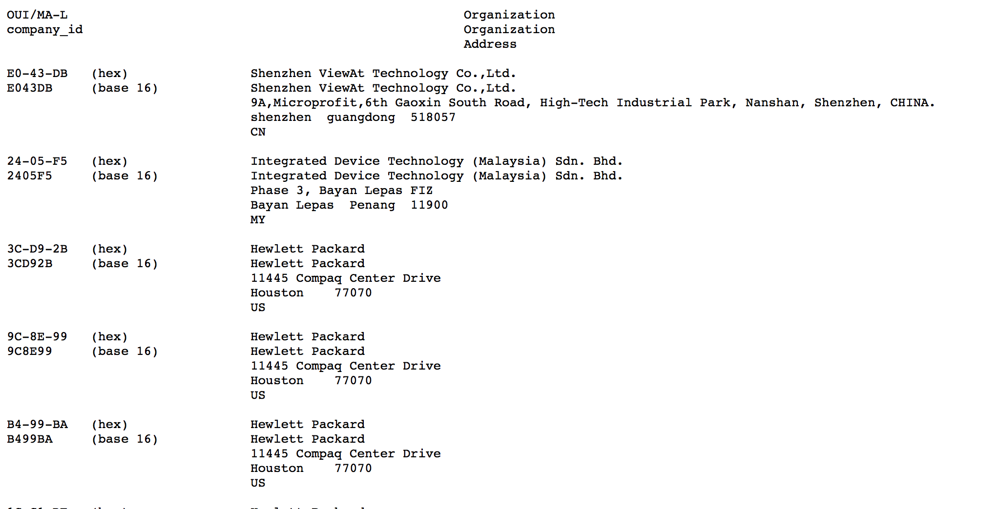 OUI/MA-L Organization
company_id Organization
Address
E0-43-DB (hex) Shenzhen ViewAt Technology Co.,Ltd.
E043DB (base 16) Shenzhen ViewAt Technology Co.,Ltd.
9A,Microprofit,6th Gaoxin South Road, High-Tech Industrial Park, Nanshan, Shenzhen, CHINA.
shenzhen guangdong 518057
CN
24-05-F5 (hex) Integrated Device Technology (Malaysia) Sdn. Bhd.
2405F5 (base 16) Integrated Device Technology (Malaysia) Sdn. Bhd.
Phase 3, Bayan Lepas FIZ
Bayan Lepas Penang 11900
MY
3C-D9-2B (hex) Hewlett Packard
3CD92B (base 16) Hewlett Packard
11445 Compaq Center Drive
Houston 77070
US
9C-8E-99 (hex) Hewlett Packard
9C8E99 (base 16) Hewlett Packard
11445 Compaq Center Drive
Houston 77070
US
B4-99-BA (hex) Hewlett Packard
B499BA (base 16) Hewlett Packard
11445 Compaq Center Drive
Houston 77070
US